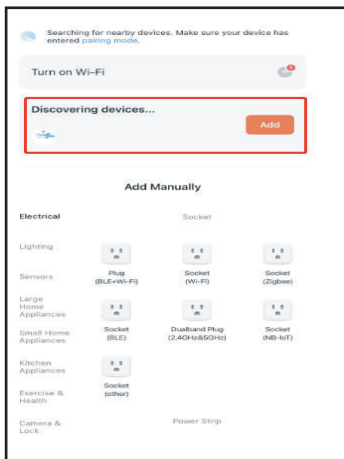 Searching for nearby devices. Make sure your device has
entered pairing mode.
Turn on Wi-Fi
Discovering devices...
Add
Add Manually
Electrical
Socket
Lighting
Sensors
Large
Home
Appliances
Small Home
Appliances
Kitchen
Appliances
Exercise &
Health
Camera &
Lock
Plug
(BLE+Wi-Fi)
Socket
(Wi-Fi)
Socket
(Zigbee)
Socket
(BLE)
Dualband Plug
(2.4GHz&5GHz)
Socket
(NB-IoT)
Socket
(other)
Power Strip